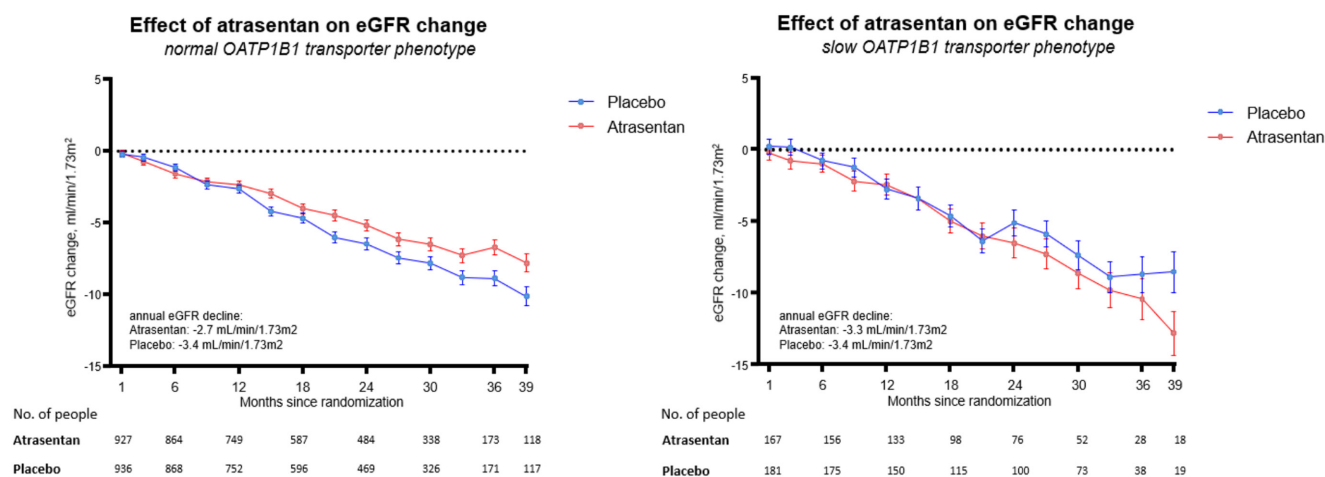 Effect of atrasentan on eGFR change
normal OATP1B1 transporter phenotype
5
0
-5
-10
-15
eGFR change, ml/min/1.73m²
Placebo
Atrasentan
annual eGFR decline:
Atrasentan: -2.7 mL/min/1.73m2
Placebo: -3.4 mL/min/1.73m2
1 6 12 18 24 30 36 39
Months since randomization
No. of people
Atrasentan 927 864 749 587 484 338 173 118
Placebo 936 868 752 596 469 326 171 117
Effect of atrasentan on eGFR change
slow OATP1B1 transporter phenotype
5
0
-5
-10
-15
eGFR change, ml/min/1.73m²
Placebo
Atrasentan
annual eGFR decline:
Atrasentan: -3.3 mL/min/1.73m2
Placebo: -3.4 mL/min/1.73m2
1 6 12 18 24 30 36 39
Months since randomization
No. of people
Atrasentan 167 156 133 98 76 52 28 18
Placebo 181 175 150 115 100 73 38 19